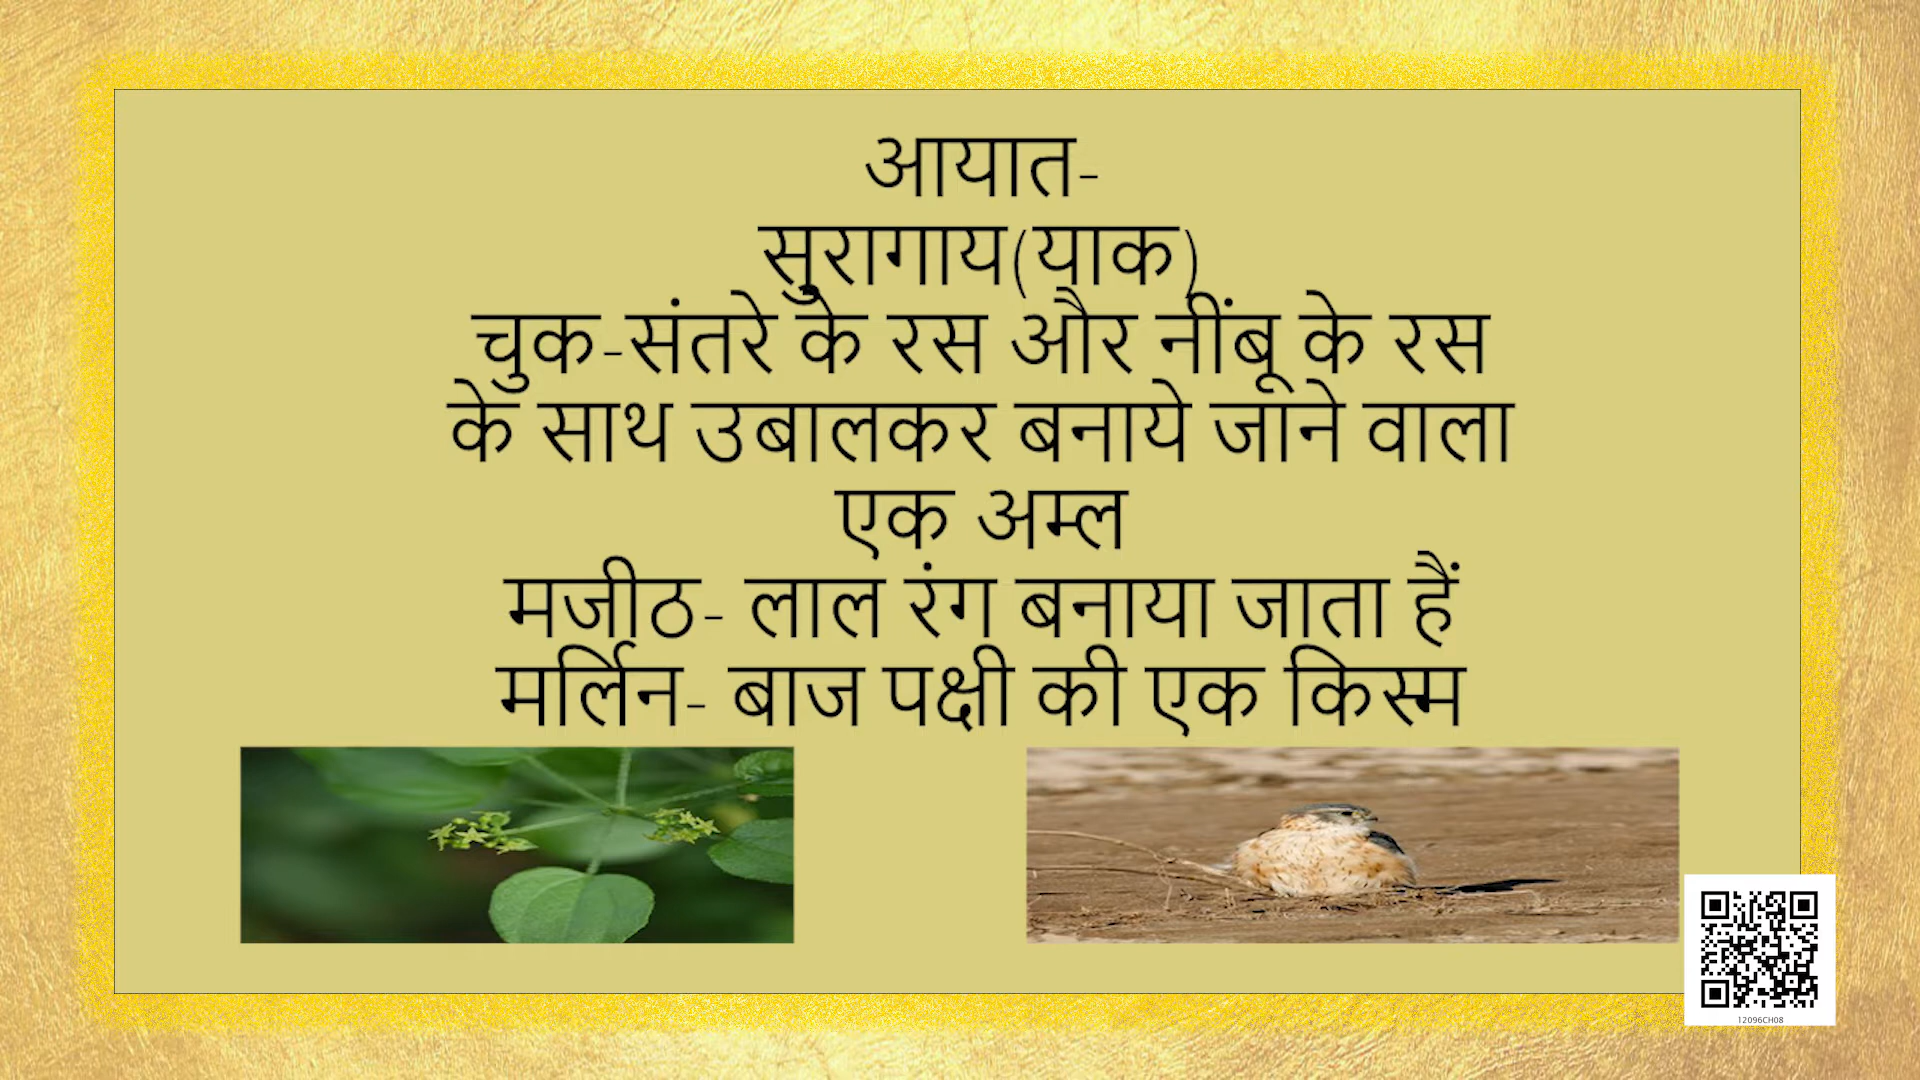 आयात-
सुरागाय(याक)
चुक-संतरे के रस और नींबू के रस
के साथ उबालकर बनाये जाने वाला
एक अम्ल
मजीठ- लाल रंग बनाया जाता हैं
मर्लिन- बाज पक्षी की एक किस्म
12096CH08